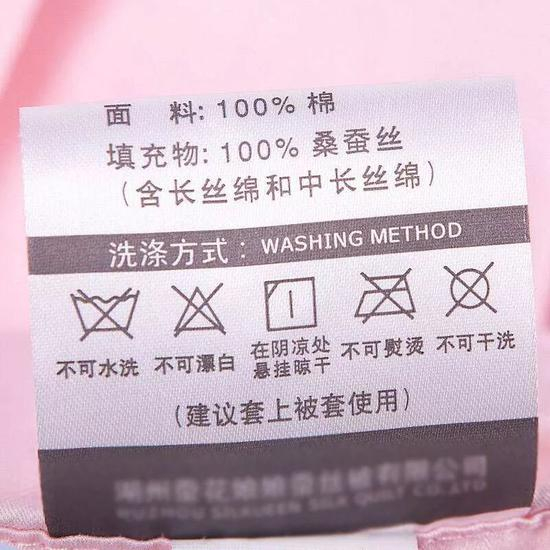 面 料: 100% 棉
填充物: 100% 桑蚕丝
(含长丝绵和中长丝绵)
洗涤方式: WASHING METHOD
不可水洗 不可漂白 在阴凉处悬挂晾干 不可熨烫 不可干洗
(建议套上被套使用)